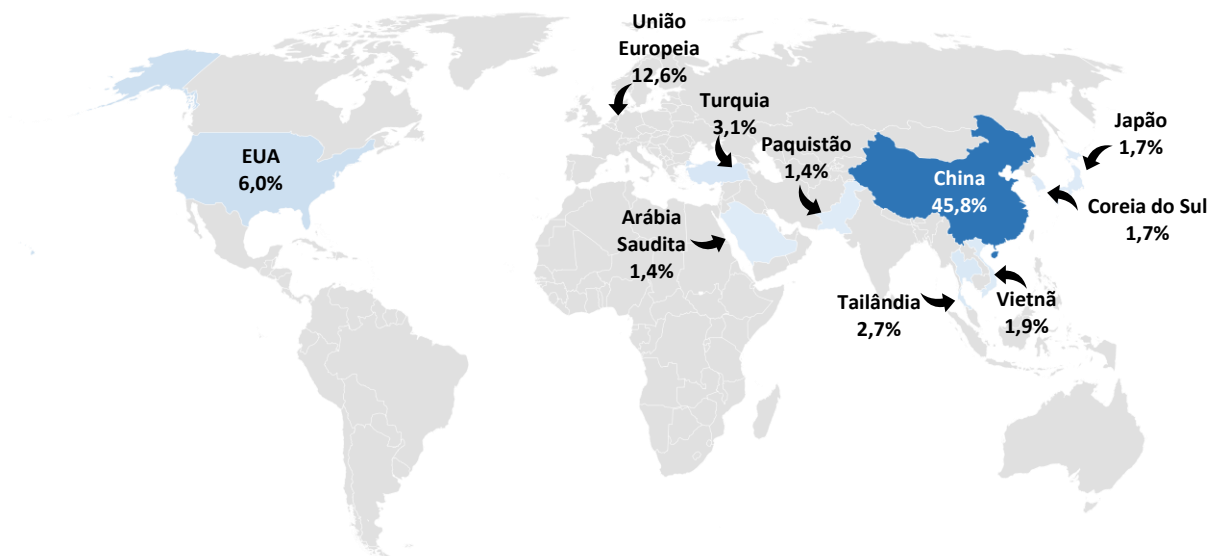 União
Europeia
12,6%
Turquia
3,1%
Paquistão
1,4%
Japão
1,7%
EUA
6,0%
China
45,8%
Coreia do Sul
1,7%
Arábia
Saudita
1,4%
Tailândia
2,7%
Vietnã
1,9%